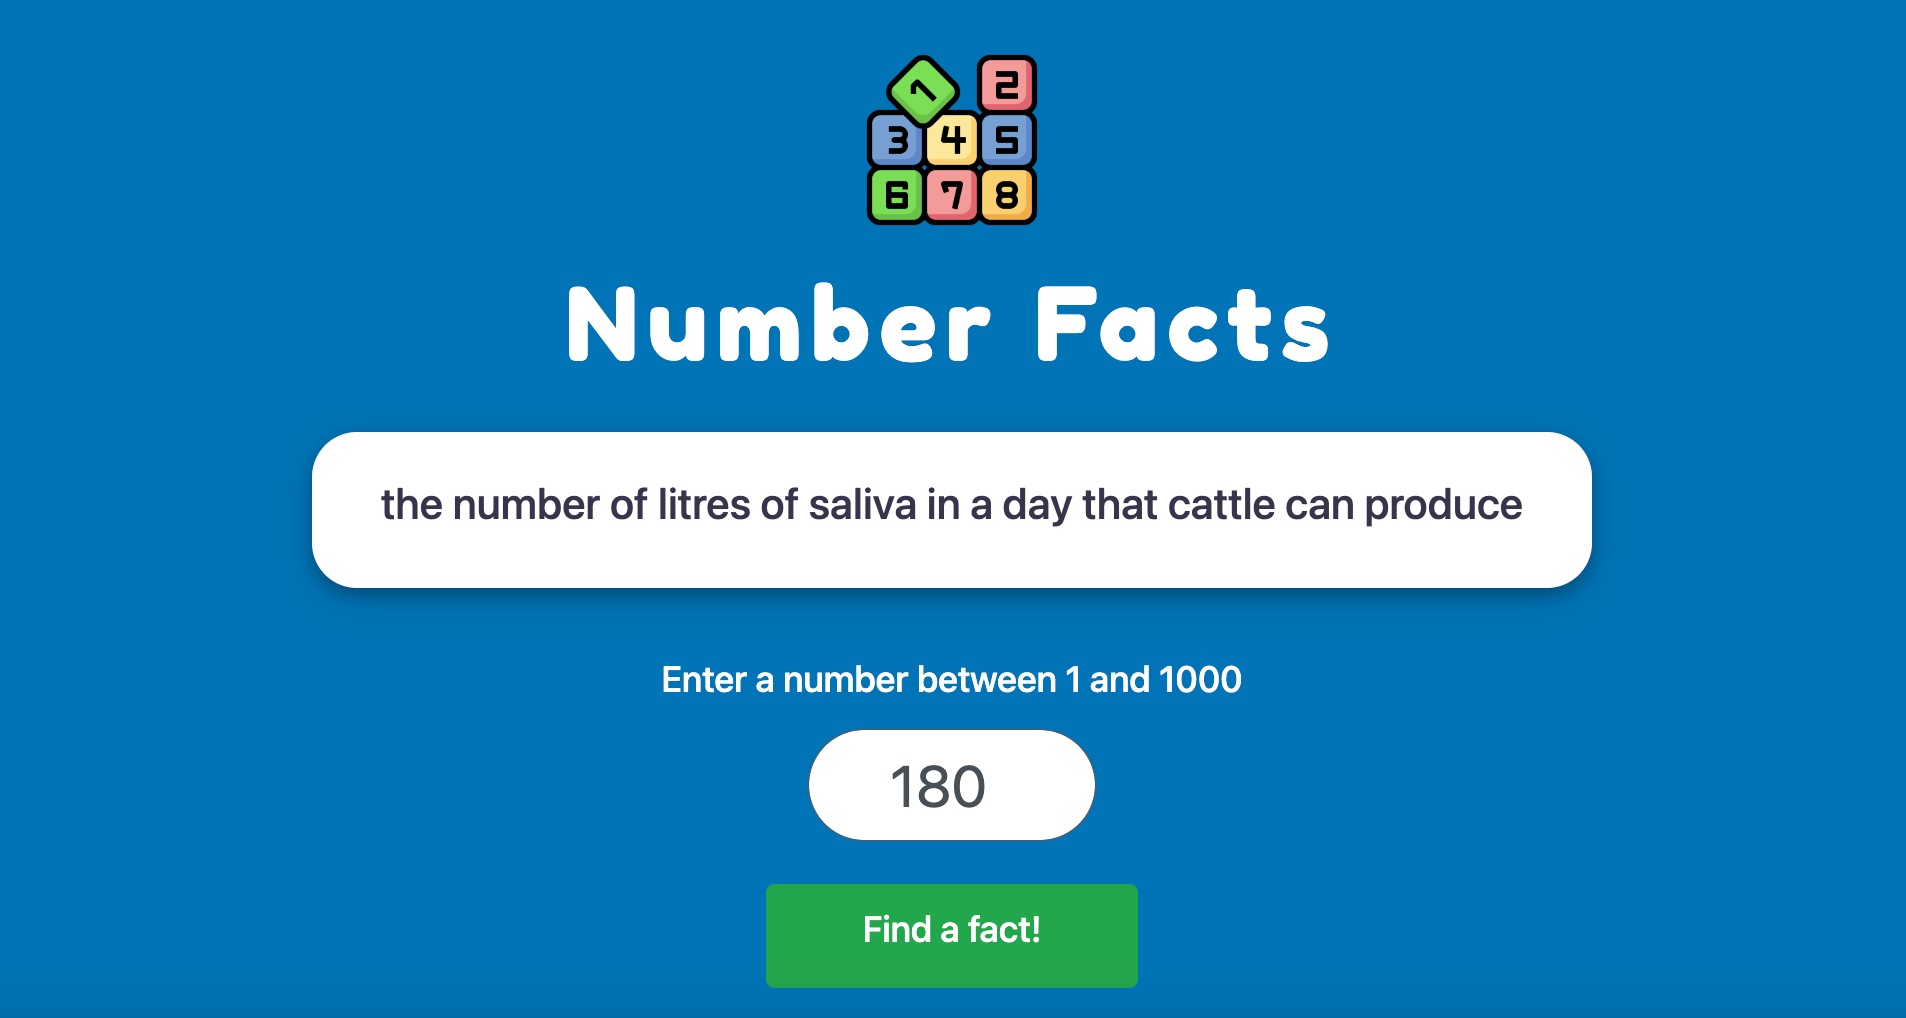 1 2
3 4 5
6 7 8
Number Facts
the number of litres of saliva in a day that cattle can produce
Enter a number between 1 and 1000
180
Find a fact!